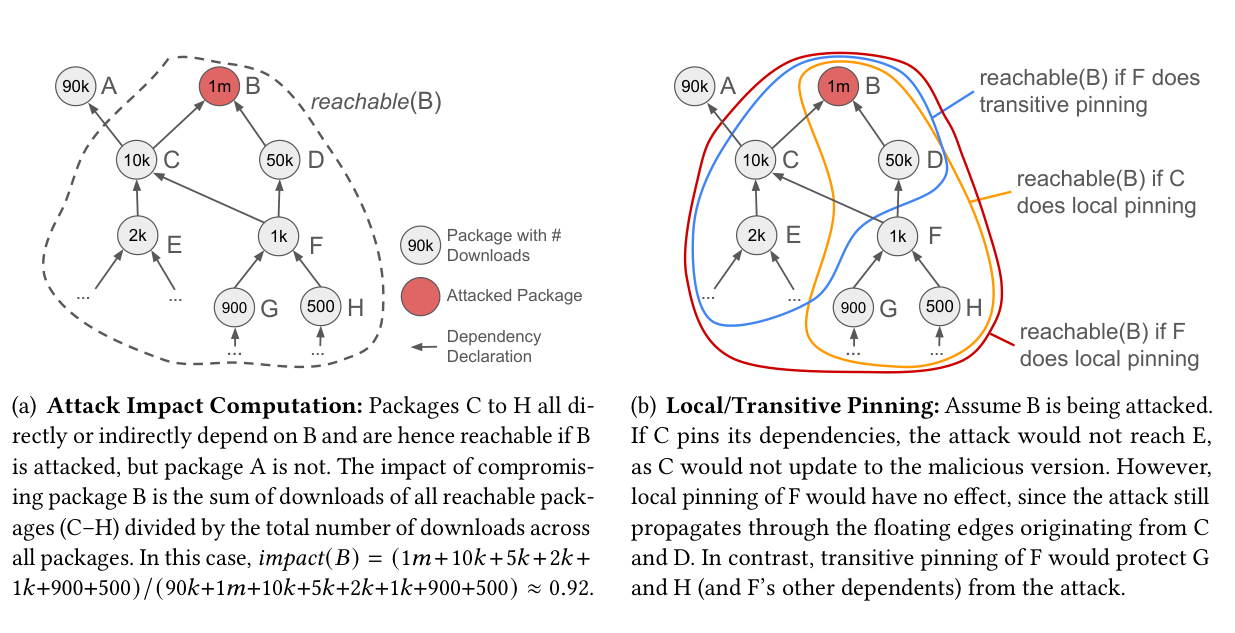 90k A
1m B
reachable(B)
10k C
50k D
2k E
1k F
900 G
500 H
...
...
...
...
90k Package with #
Downloads
Attacked Package
Dependency
Declaration
90k A
1m B
10k C
50k D
2k E
1k F
900 G
500 H
...
...
...
...
reachable(B) if F does
transitive pinning
reachable(B) if C
does local pinning
reachable(B) if F
does local pinning
(a) Attack Impact Computation: Packages C to H all di-
rectly or indirectly depend on B and are hence reachable if B
is attacked, but package A is not. The impact of compromis-
ing package B is the sum of downloads of all reachable pack-
ages (C–H) divided by the total number of downloads across
all packages. In this case, impact(B) = (1m+10k+5k+2k+
1k+900+500)/(90k+1m+10k+5k+2k+1k+900+500) ≈ 0.92.
(b) Local/Transitive Pinning: Assume B is being attacked.
If C pins its dependencies, the attack would not reach E,
as C would not update to the malicious version. However,
local pinning of F would have no effect, since the attack still
propagates through the floating edges originating from C
and D. In contrast, transitive pinning of F would protect G
and H (and F's other dependents) from the attack.